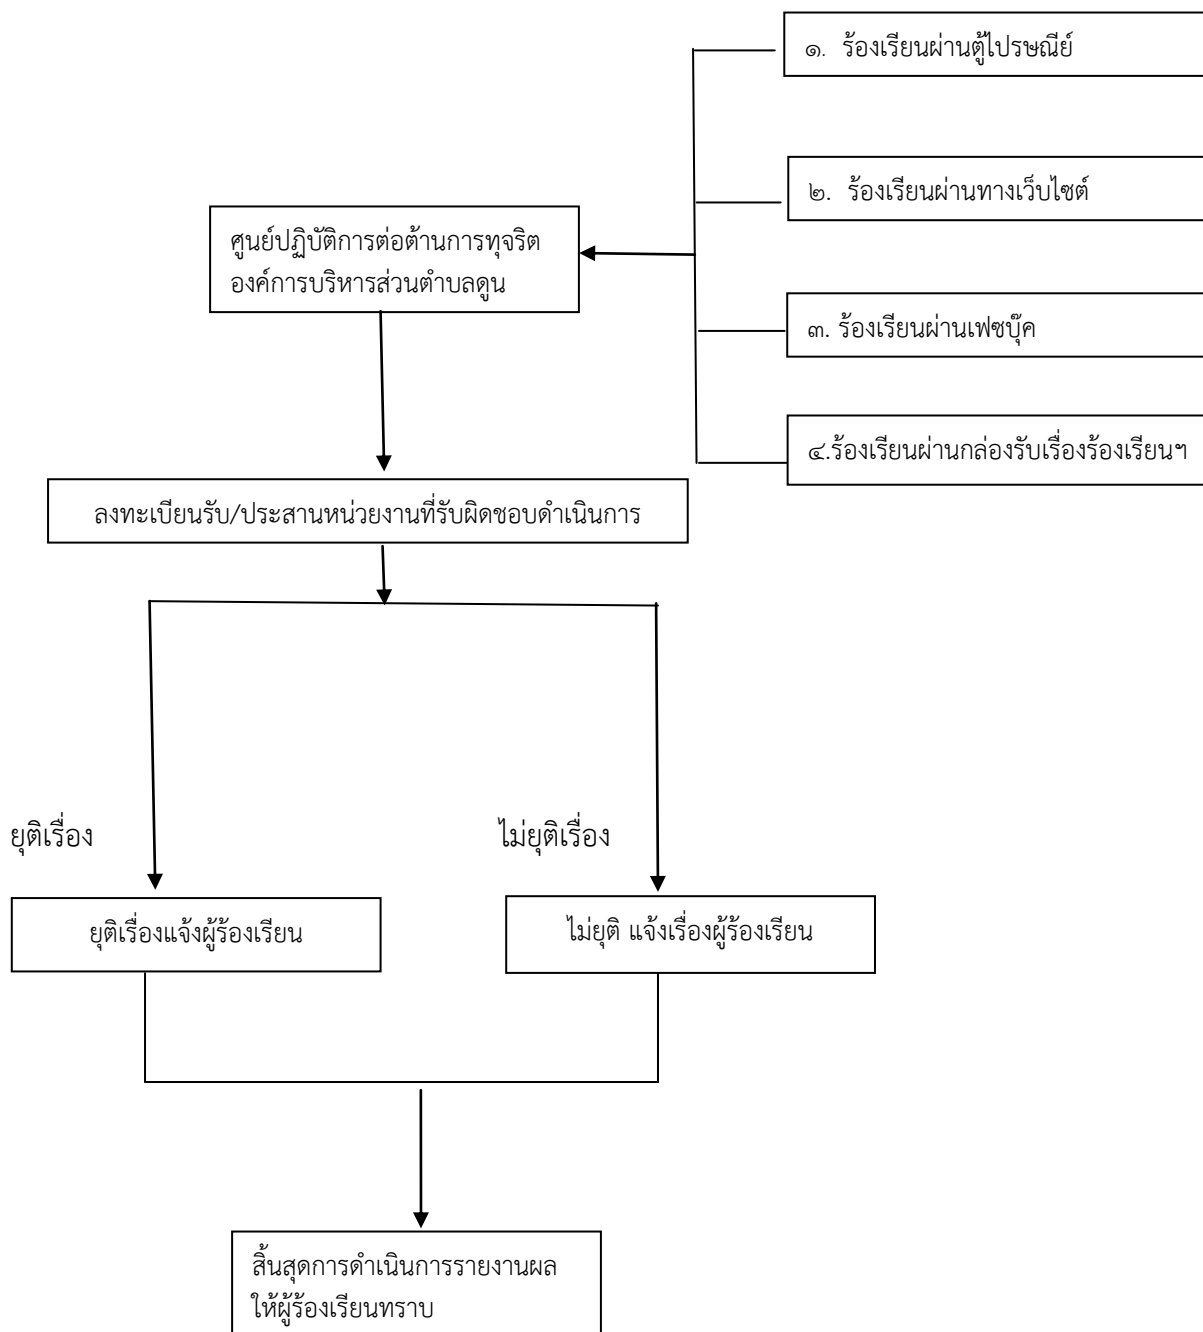 ๑. ร้องเรียนผ่านตู้ไปรษณีย์
๒. ร้องเรียนผ่านทางเว็บไซต์
ศูนย์ปฏิบัติการต่อต้านการทุจริต
องค์การบริหารส่วนตำบลดูน
๓. ร้องเรียนผ่านเฟซบุ๊ค
๔.ร้องเรียนผ่านกล่องรับเรื่องร้องเรียนฯ
ลงทะเบียนรับ/ประสานหน่วยงานที่รับผิดชอบดำเนินการ
ยุติเรื่อง
ไม่ยุติเรื่อง
ยุติเรื่องแจ้งผู้ร้องเรียน
ไม่ยุติ แจ้งเรื่องผู้ร้องเรียน
สิ้นสุดการดำเนินการรายงานผล
ให้ผู้ร้องเรียนทราบ